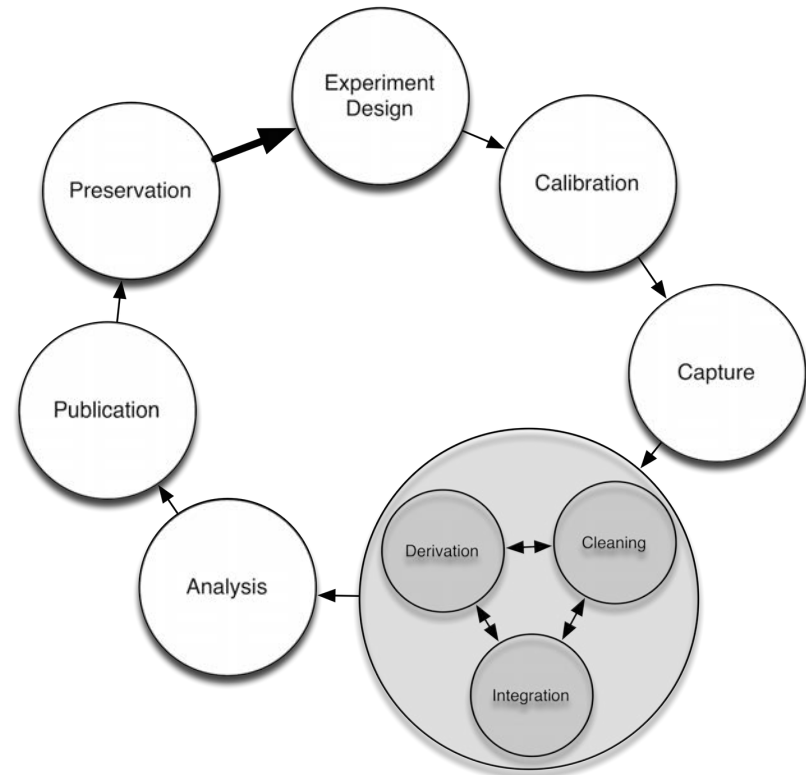 Experiment
Design
Calibration
Capture
Cleaning
Derivation
Integration
Analysis
Publication
Preservation